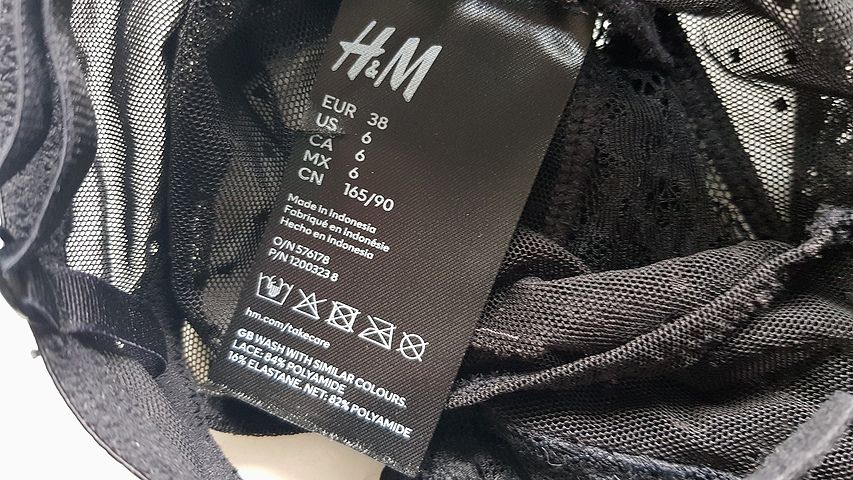 H&M
EUR 38
US 6
CA 6
MX 6
CN 165/90
Made in Indonesia
Fabriqué en Indonésie
Hecho en Indonesia
O/N 576178
P/N 1200323 8
hm.com/takecare
GB WASH WITH SIMILAR COLOURS.
LACE: 84% POLYAMIDE
16% ELASTANE. NET: 82% POLYAMIDE